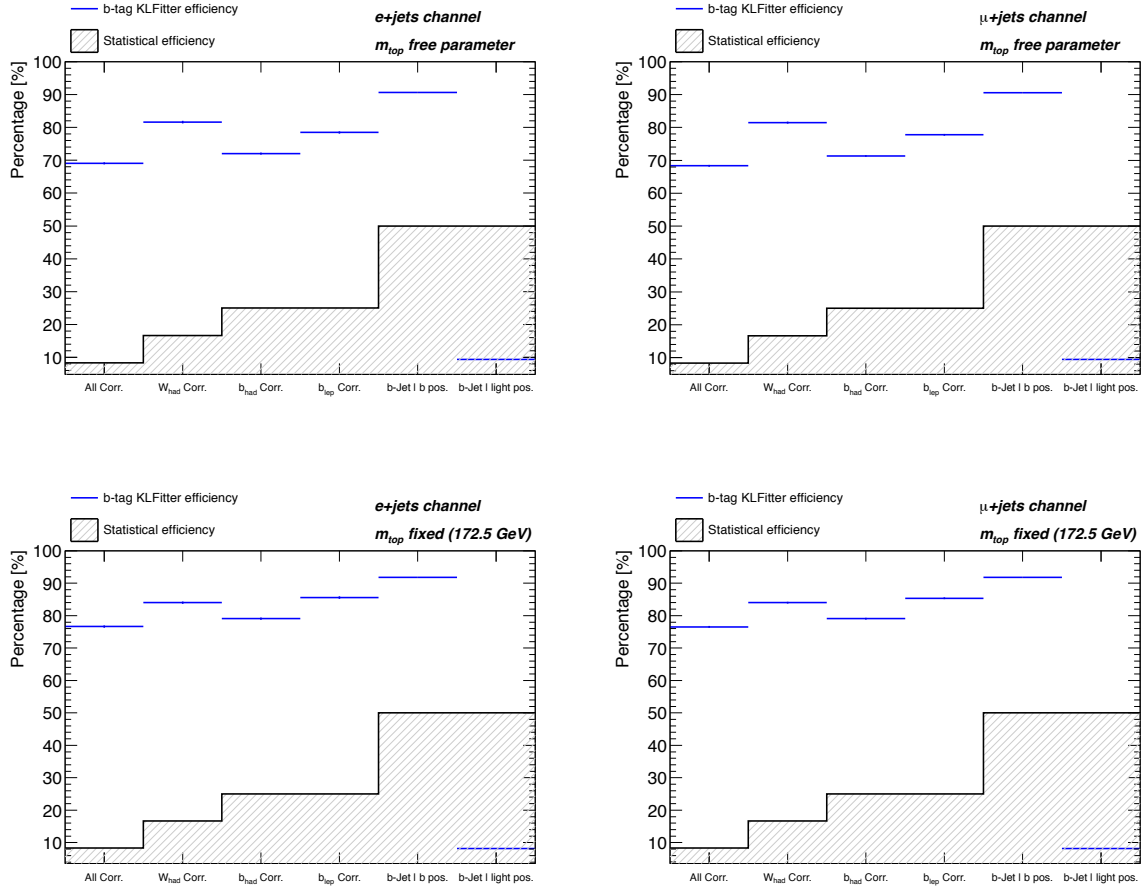 b-tag KLFitter efficiency
Statistical efficiency
e+jets channel
m_top free parameter
Percentage [%]
100
90
80
70
60
50
40
30
20
10
All Corr. W_had Corr. b_had Corr. b_lep Corr. b-Jet | b pos. b-Jet | light pos.
b-tag KLFitter efficiency
Statistical efficiency
μ+jets channel
m_top free parameter
Percentage [%]
100
90
80
70
60
50
40
30
20
10
All Corr. W_had Corr. b_had Corr. b_lep Corr. b-Jet | b pos. b-Jet | light pos.
b-tag KLFitter efficiency
Statistical efficiency
e+jets channel
m_top fixed (172.5 GeV)
Percentage [%]
100
90
80
70
60
50
40
30
20
10
All Corr. W_had Corr. b_had Corr. b_lep Corr. b-Jet | b pos. b-Jet | light pos.
b-tag KLFitter efficiency
Statistical efficiency
μ+jets channel
m_top fixed (172.5 GeV)
Percentage [%]
100
90
80
70
60
50
40
30
20
10
All Corr. W_had Corr. b_had Corr. b_lep Corr. b-Jet | b pos. b-Jet | light pos.